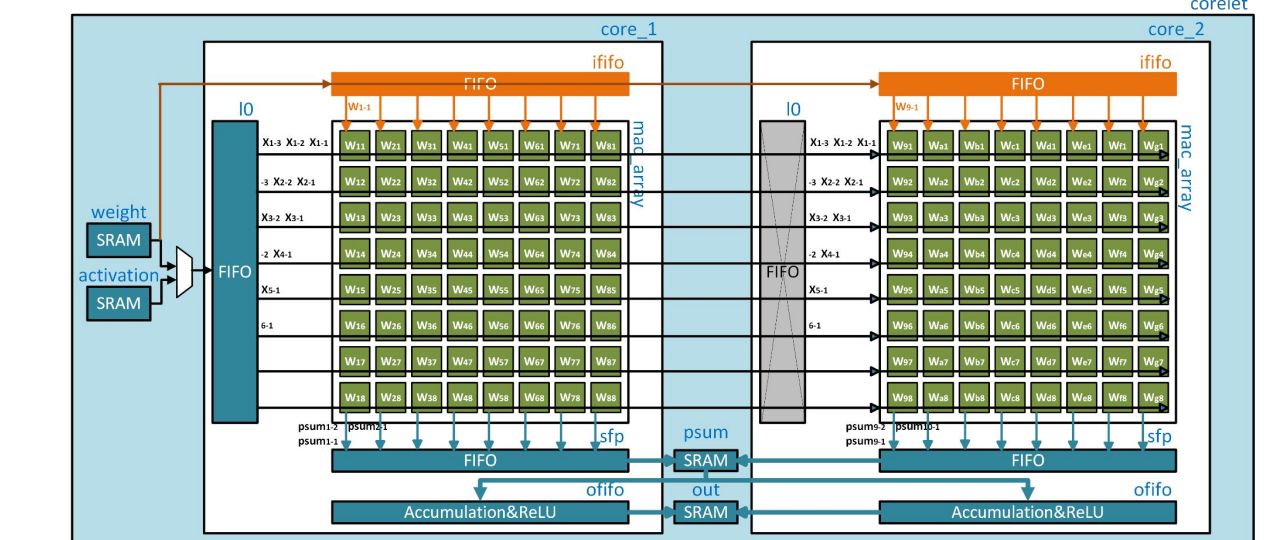 corelet
core_1 core_2
ififo ififo
FIFO FIFO
W1-1 W9-1
l0 l0
mac_array mac_array
X1-3 X1-2 X1-1 W11 W21 W31 W41 W51 W61 W71 W81 X1-3 X1-2 X1-1 W91 Wa1 Wb1 Wc1 Wd1 We1 Wf1 Wg1
-3 X2-2 X2-1 W12 W22 W32 W42 W52 W62 W72 W82 -3 X2-2 X2-1 W92 Wa2 Wb2 Wc2 Wd2 We2 Wf2 Wg2
X3-2 X3-1 W13 W23 W33 W43 W53 W63 W73 W83 X3-2 X3-1 W93 Wa3 Wb3 Wc3 Wd3 We3 Wf3 Wg3
weight
SRAM
-2 X4-1 W14 W24 W34 W44 W54 W64 W74 W84 -2 X4-1 W94 Wa4 Wb4 Wc4 Wd4 We4 Wf4 Wg4
activation
FIFO FIFO
SRAM
X5-1 W15 W25 W35 W45 W55 W65 W75 W85 X5-1 W95 Wa5 Wb5 Wc5 Wd5 We5 Wf5 Wg5
6-1 W16 W26 W36 W46 W56 W66 W76 W86 6-1 W96 Wa6 Wb6 Wc6 Wd6 We6 Wf6 Wg6
W17 W27 W37 W47 W57 W67 W77 W87 W97 Wa7 Wb7 Wc7 Wd7 We7 Wf7 Wg7
W18 W28 W38 W48 W58 W68 W78 W88 W98 Wa8 Wb8 Wc8 Wd8 We8 Wf8 Wg8
psum1-2 psum2-1 psum9-2 psum10-1
psum1-1 psum9-1
sfp psum sfp
FIFO SRAM FIFO
ofifo out ofifo
Accumulation&ReLU SRAM Accumulation&ReLU